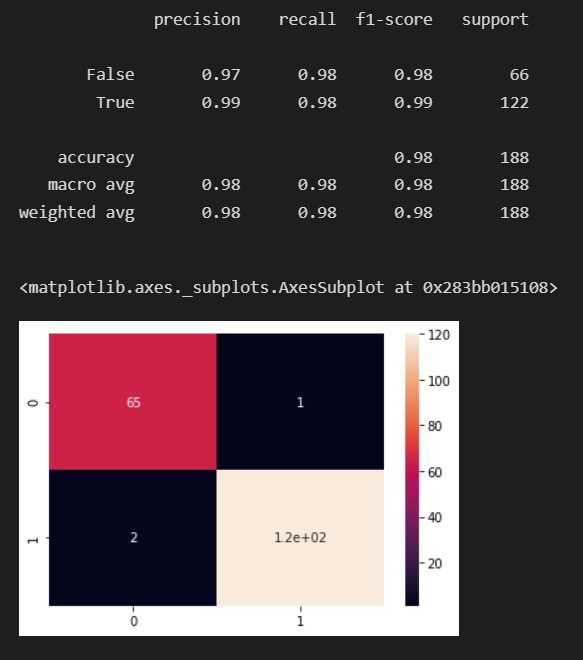 precision recall f1-score support
False 0.97 0.98 0.98 66
True 0.99 0.98 0.99 122
accuracy 0.98 188
macro avg 0.98 0.98 0.98 188
weighted avg 0.98 0.98 0.98 188
<matplotlib.axes._subplots.AxesSubplot at 0x283bb015108>
120
100
80
60
40
20
0 65 1
1 2 1.2e+02
0 1